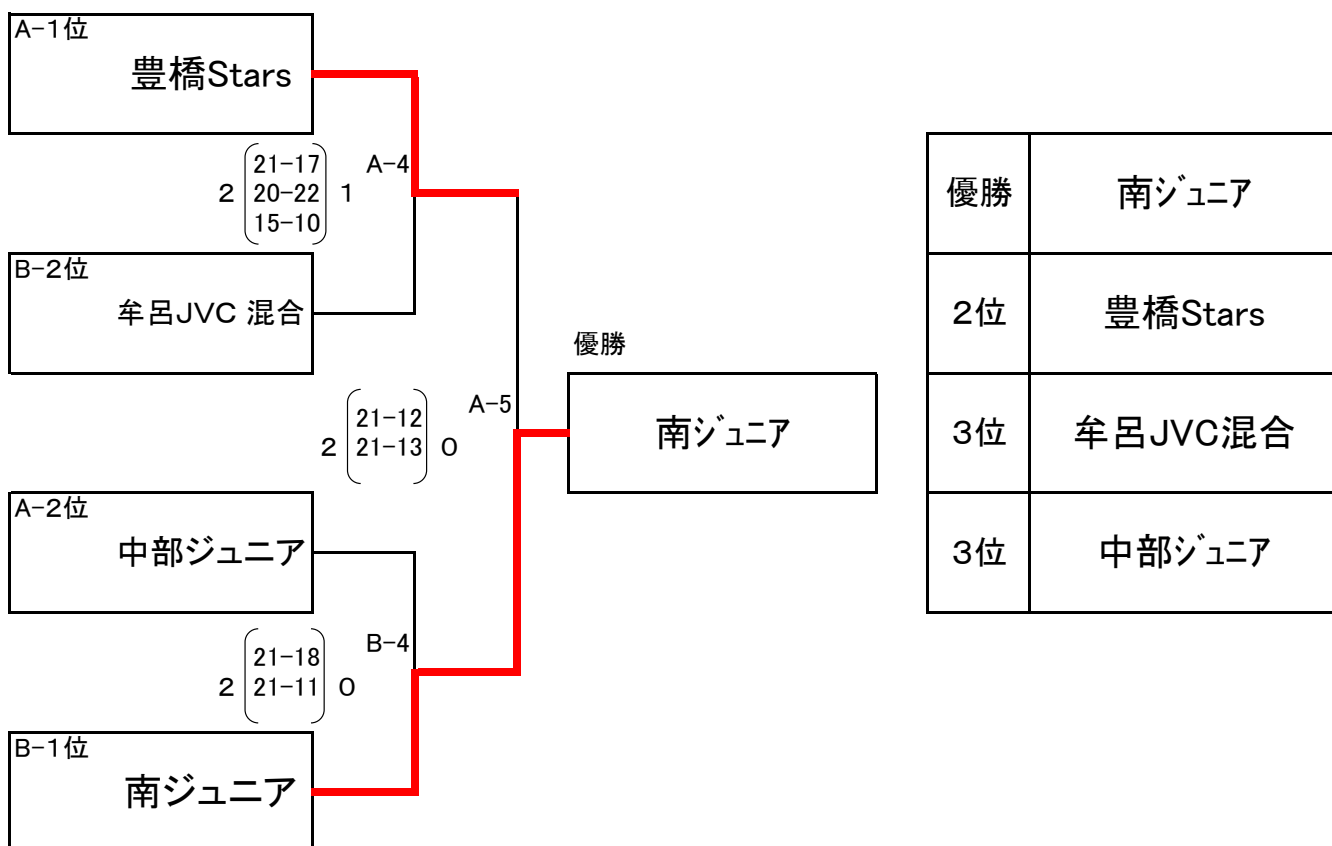 A-1位
豊橋Stars
2 21-17 1
20-22
15-10
A-4
B-2位
牟呂JVC 混合
優勝
南ジュニア
2 21-12 0
21-13
A-5
A-2位
中部ジュニア
2 21-18 0
21-11
B-4
B-1位
南ジュニア
優勝 南ジュニア
2位 豊橋Stars
3位 牟呂JVC混合
3位 中部ジュニア